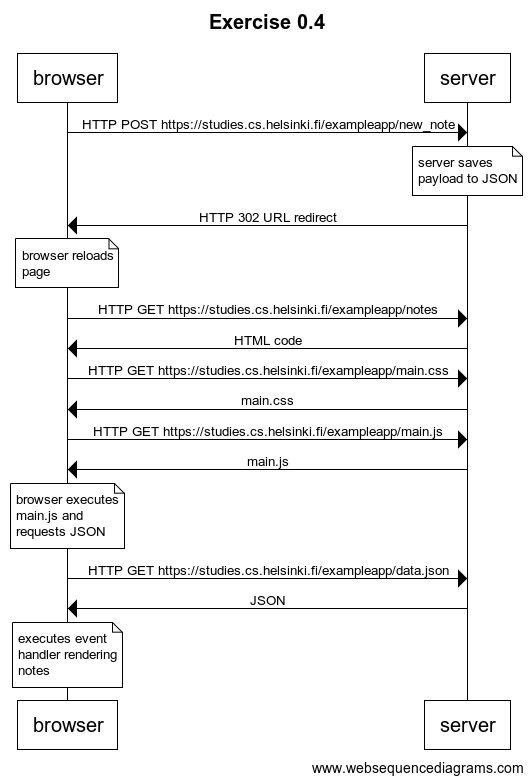 Exercise 0.4
browser
server
HTTP POST https://studies.cs.helsinki.fi/exampleapp/new_note
server saves
payload to JSON
HTTP 302 URL redirect
browser reloads
page
HTTP GET https://studies.cs.helsinki.fi/exampleapp/notes
HTML code
HTTP GET https://studies.cs.helsinki.fi/exampleapp/main.css
main.css
HTTP GET https://studies.cs.helsinki.fi/exampleapp/main.js
main.js
browser executes
main.js and
requests JSON
HTTP GET https://studies.cs.helsinki.fi/exampleapp/data.json
JSON
executes event
handler rendering
notes
browser
server
www.websequencediagrams.com